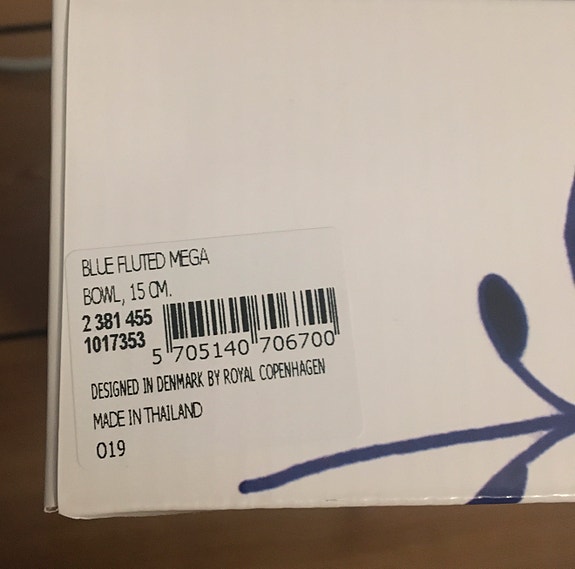 BLUE FLUTED MEGA
BOWL, 15 CM.
2 381 455
1017353
5 705140 706700
DESIGNED IN DENMARK BY ROYAL COPENHAGEN
MADE IN THAILAND
019